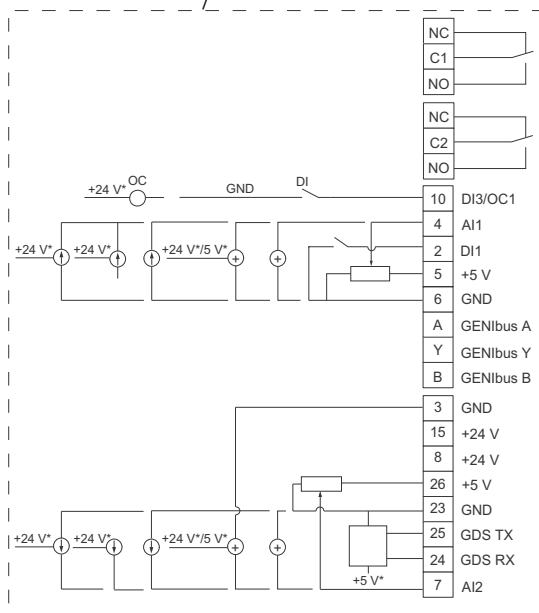 NC
C1
NO
NC
C2
NO
+24 V* OC GND DI 10 DI3/OC1
4 AI1
+24 V* +24 V* +24 V*/5 V* 2 DI1
5 +5 V
6 GND
A GENIbus A
Y GENIbus Y
B GENIbus B
3 GND
15 +24 V
8 +24 V
26 +5 V
23 GND
+24 V* +24 V* +24 V*/5 V* 25 GDS TX
24 GDS RX
+5 V* 7 AI2